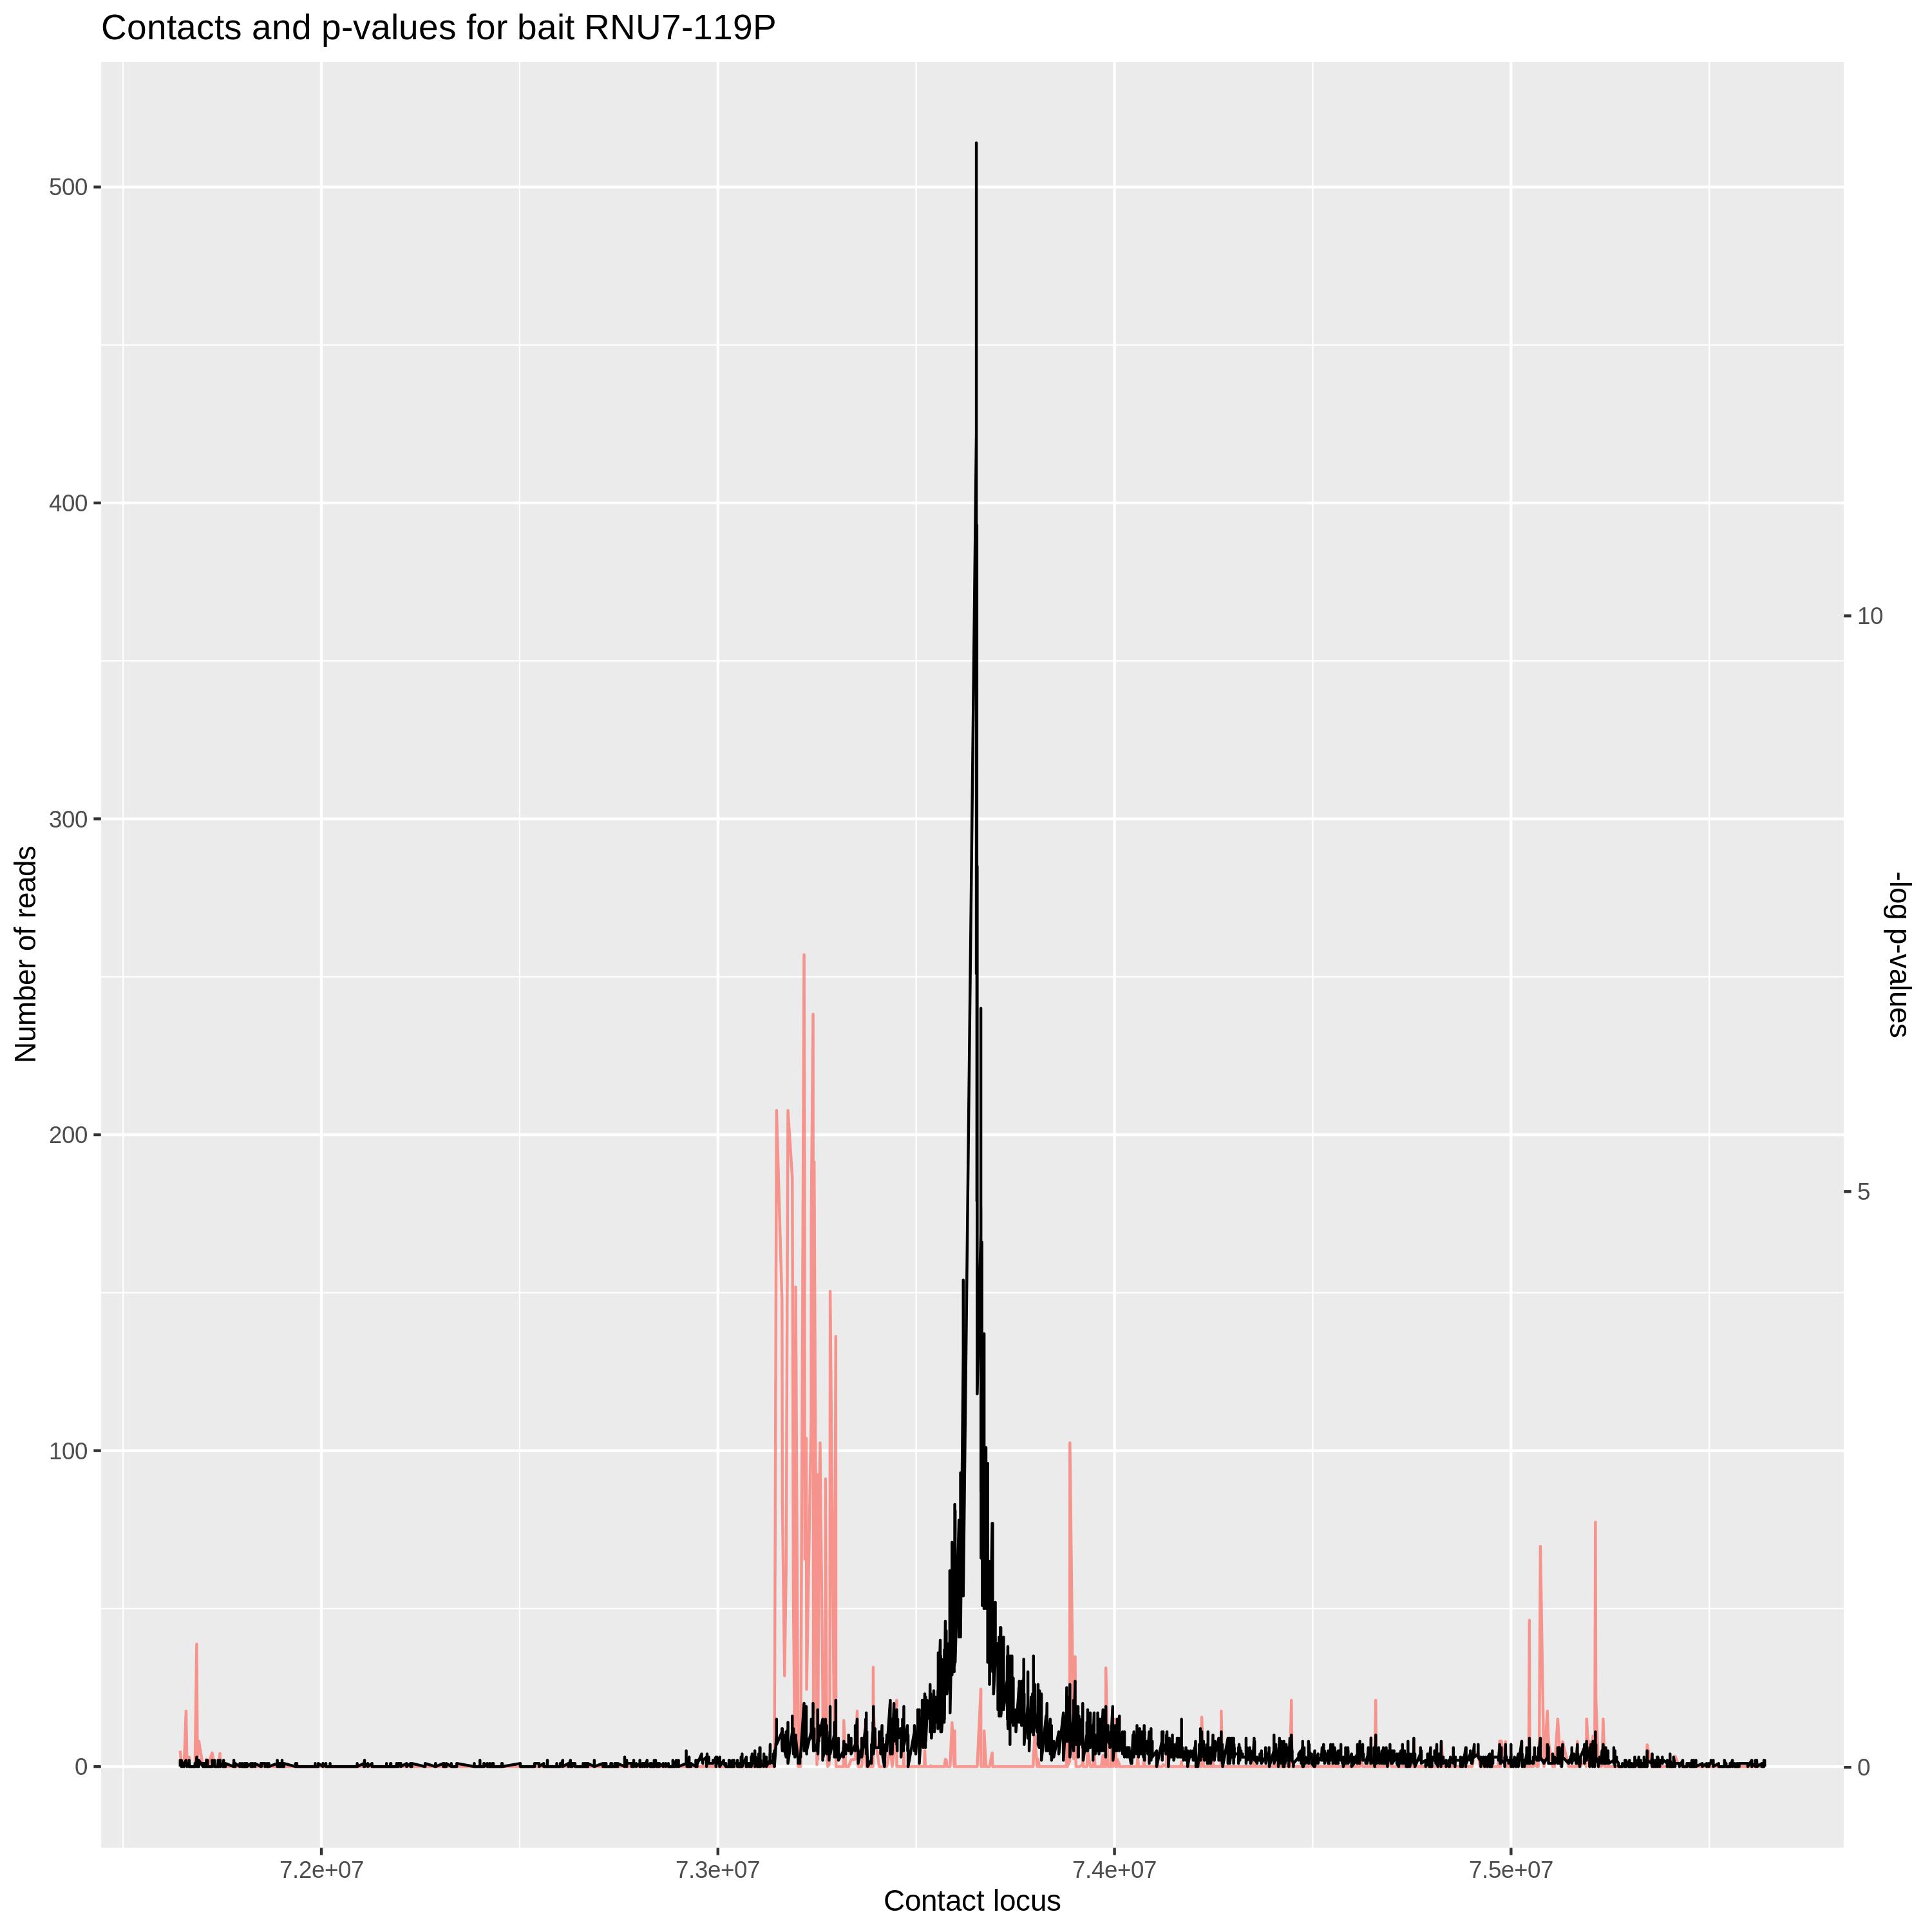 Contacts and p-values for bait RNU7-119P
500
400
300
200
100
0
Number of reads
10
5
0
-log p-values
7.2e+07
7.3e+07
7.4e+07
7.5e+07
Contact locus